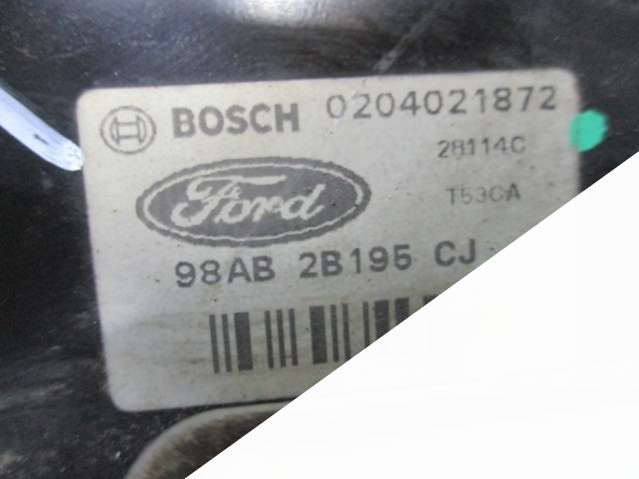 BOSCH 0204021872
28114C
T53CA
Ford
98AB 2B195 CJ